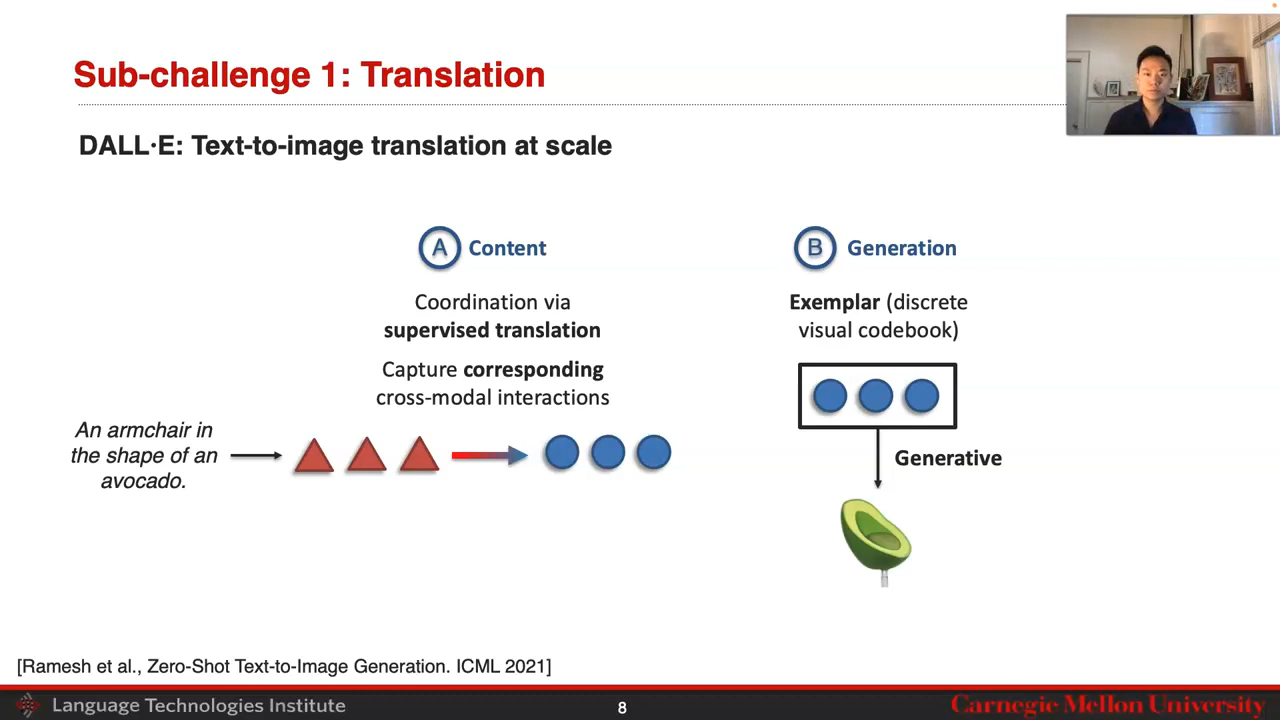 Sub-challenge 1: Translation
DALL·E: Text-to-image translation at scale
A Content
Coordination via
supervised translation
Capture corresponding
cross-modal interactions
An armchair in
the shape of an
avocado.
B Generation
Exemplar (discrete
visual codebook)
Generative
[Ramesh et al., Zero-Shot Text-to-Image Generation. ICML 2021]
Language Technologies Institute
8
Carnegie Mellon University